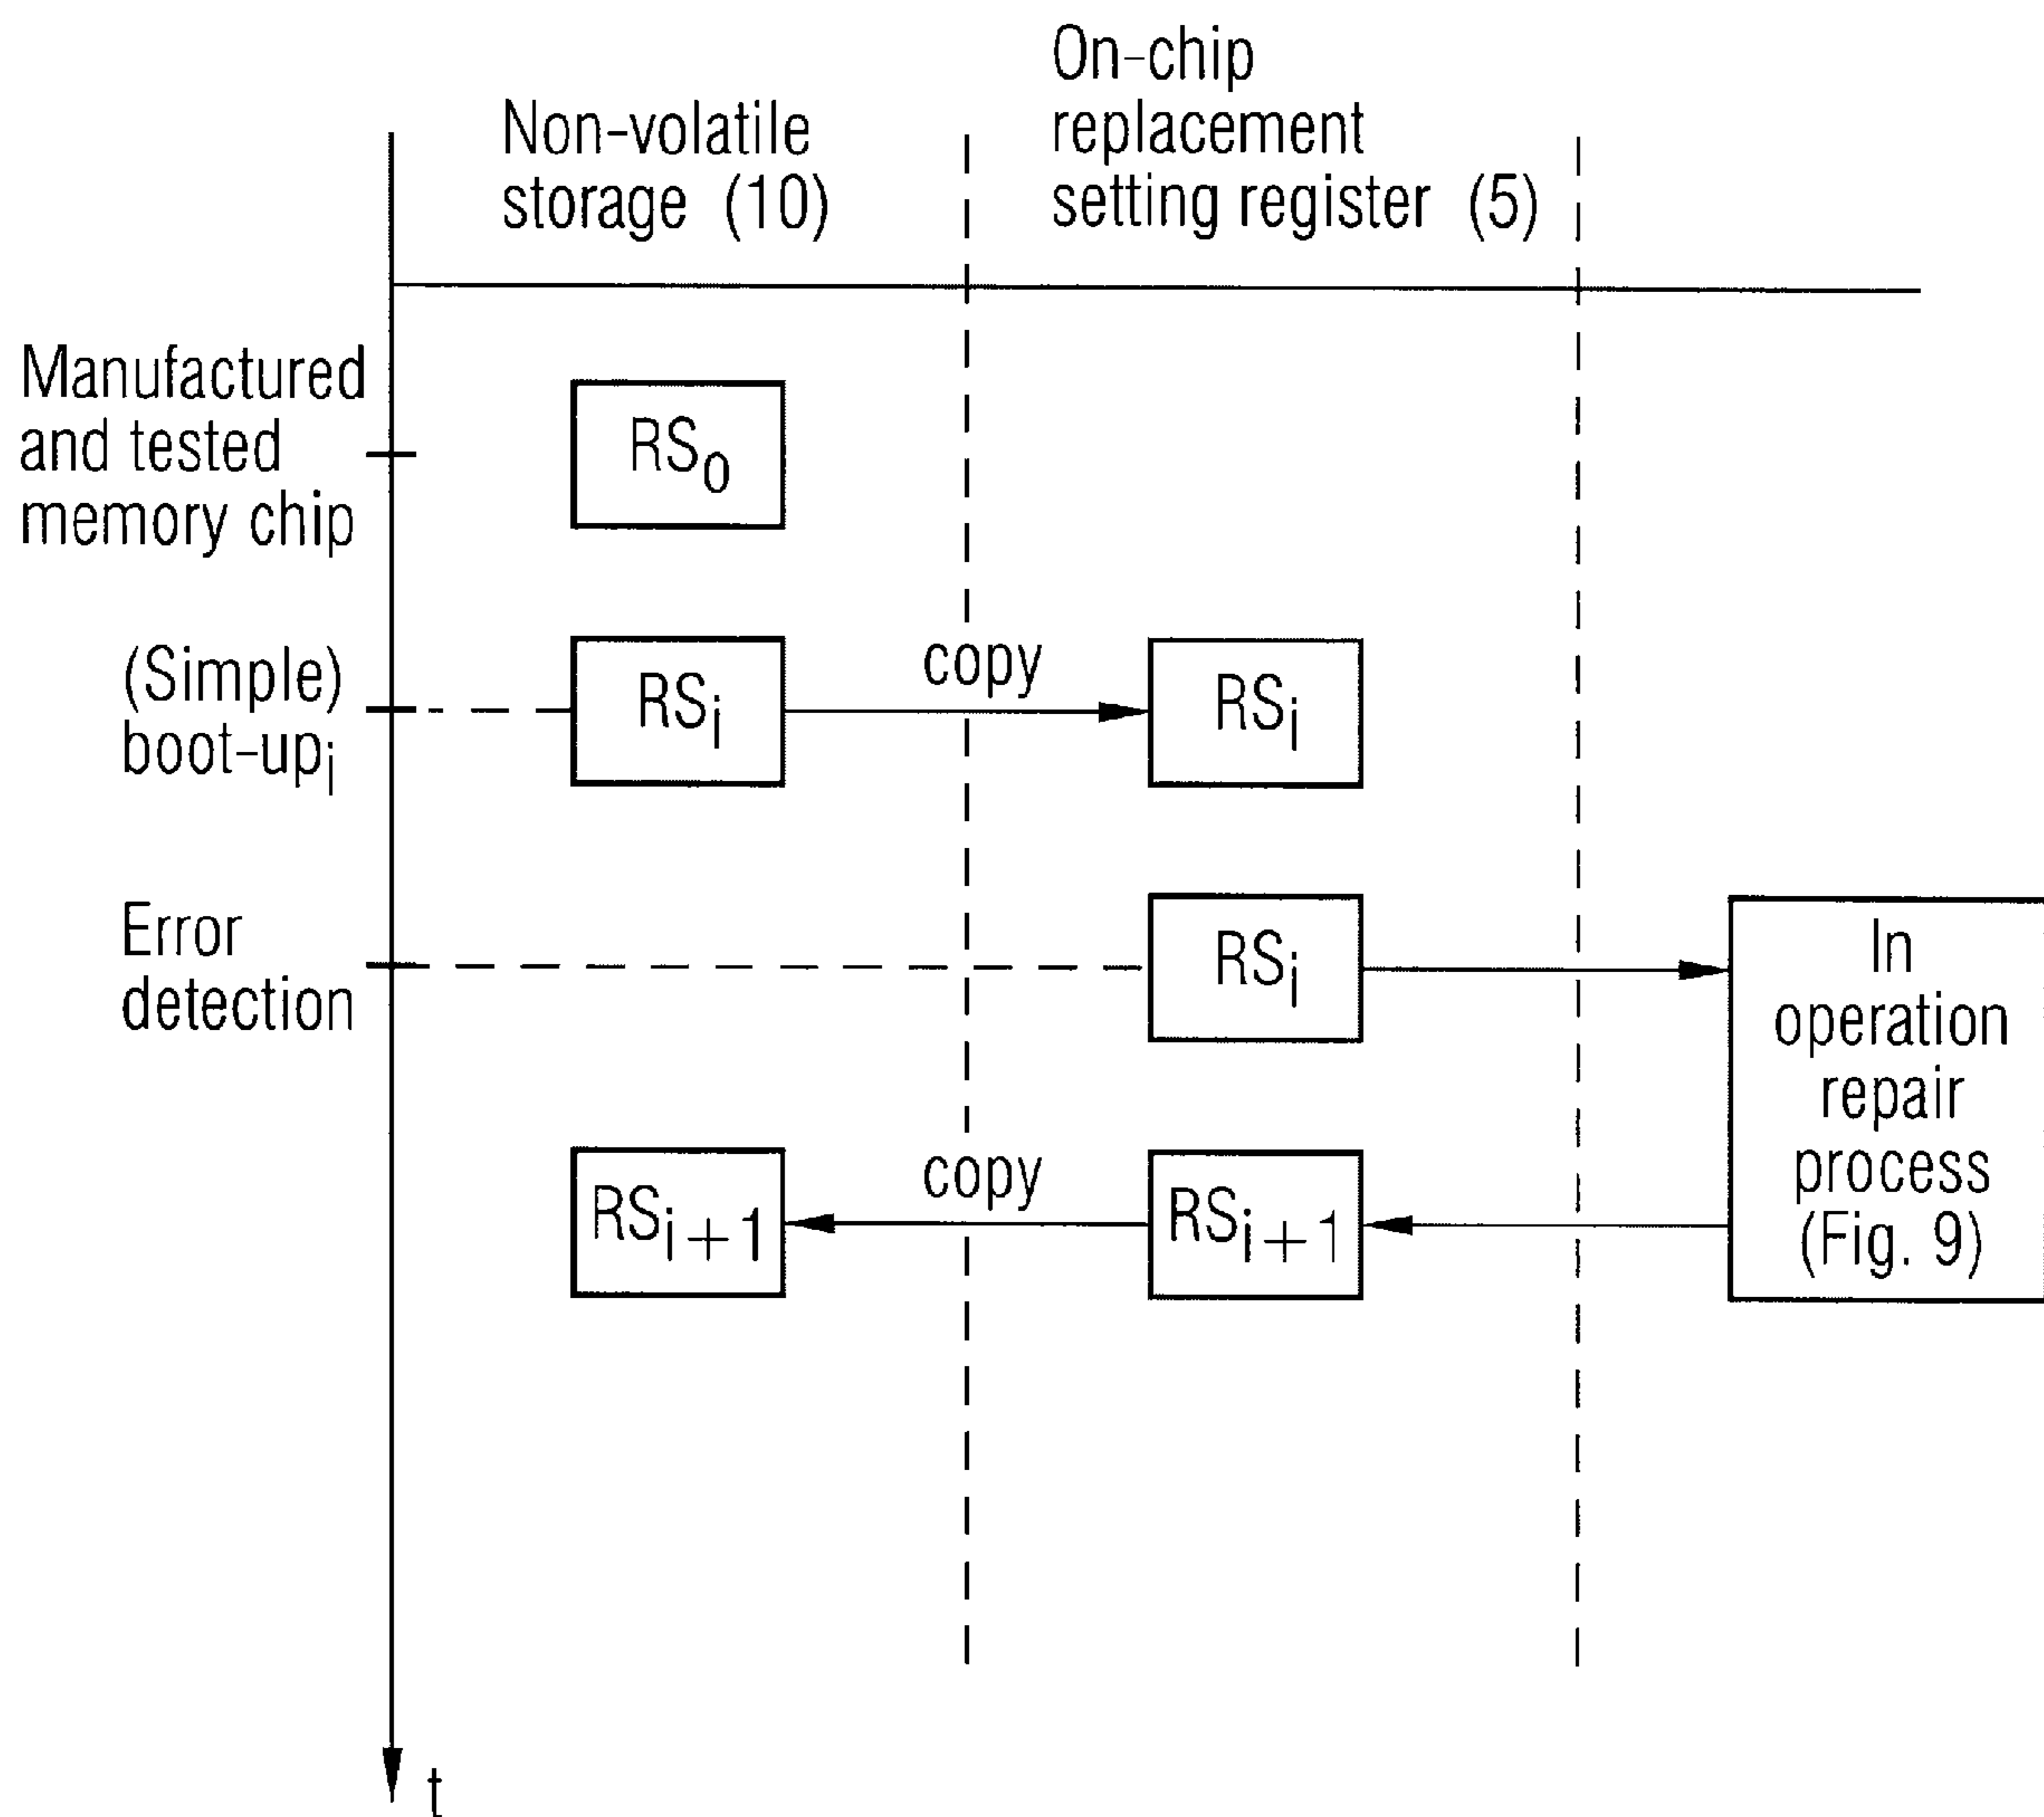 Non-volatile
storage (10)
On-chip
replacement
setting register (5)
Manufactured
and tested
memory chip
RS₀
(Simple)
boot-upᵢ
RSᵢ
copy
RSᵢ
Error
detection
RSᵢ
In
operation
repair
process
(Fig. 9)
RSᵢ₊₁
copy
RSᵢ₊₁
t